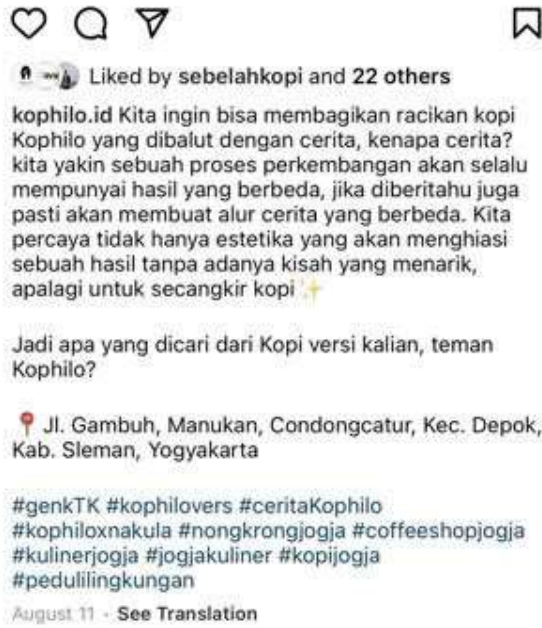 Liked by sebelahkopi and 22 others
kophilo.id Kita ingin bisa membagikan racikan kopi
Kophilo yang dibalut dengan cerita, kenapa cerita?
kita yakin sebuah proses perkembangan akan selalu
mempunyai hasil yang berbeda, jika diberitahu juga
pasti akan membuat alur cerita yang berbeda. Kita
percaya tidak hanya estetika yang akan menghiasi
sebuah hasil tanpa adanya kisah yang menarik,
apalagi untuk secangkir kopi ✨
Jadi apa yang dicari dari Kopi versi kalian, teman
Kophilo?
📍 Jl. Gambuh, Manukan, Condongcatur, Kec. Depok,
Kab. Sleman, Yogyakarta
#genkTK #kophilovers #ceritaKophilo
#kophiloxnakula #nongkrongjogja #coffeeshopjogja
#kulinerjogja #jogjakuliner #kopijogja
#pedulilingkungan
August 11 · See Translation